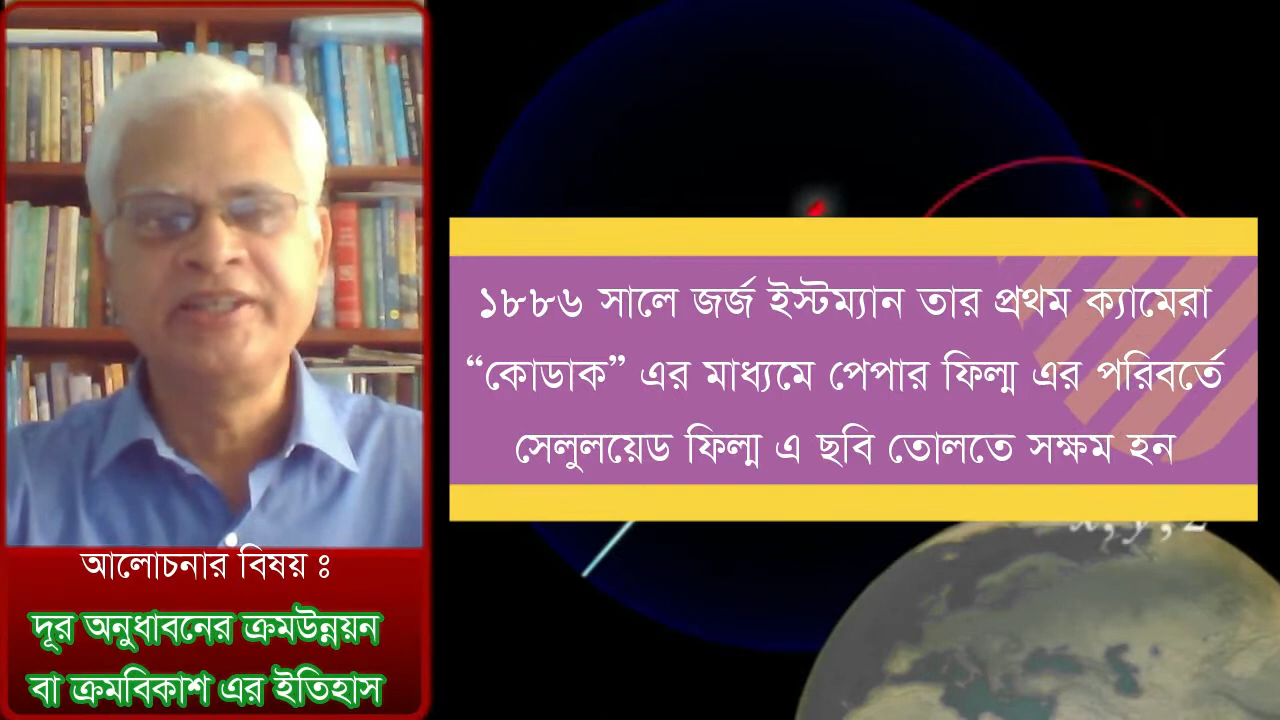 ১৮৮৬ সালে জর্জ ইস্টম্যান তার প্রথম ক্যামেরা
“কোডাক” এর মাধ্যমে পেপার ফিল্ম এর পরিবর্তে
সেলুলয়েড ফিল্ম এ ছবি তোলতে সক্ষম হন
x, y, z
আলোচনার বিষয় ঃ
দূর অনুধাবনের ক্রমউন্নয়ন
বা ক্রমবিকাশ এর ইতিহাস